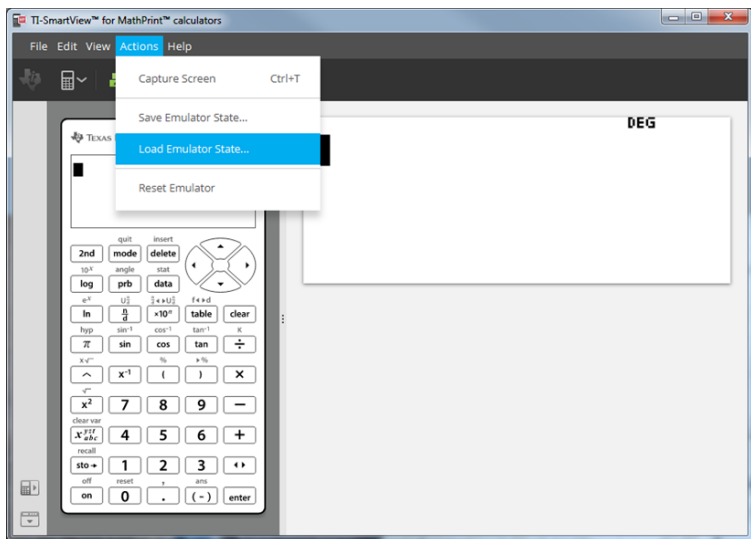 TI-SmartView™ for MathPrint™ calculators
File Edit View Actions Help
Capture Screen Ctrl+T
Save Emulator State...
Load Emulator State...
Reset Emulator
DEG
TEXAS
quit insert
2nd mode delete
10ˣ angle stat
log prb data
eˣ f◄►d
ln n/d ×10ⁿ table clear
hyp sin⁻¹ cos⁻¹ tan⁻¹ K
π sin cos tan ÷
x√‾ % ►%
^ x⁻¹ ( ) ×
√‾
x² 7 8 9 −
clear var
x yzt abc 4 5 6 +
recall
sto→ 1 2 3 ◄►
off reset , ans
on 0 . (-) enter